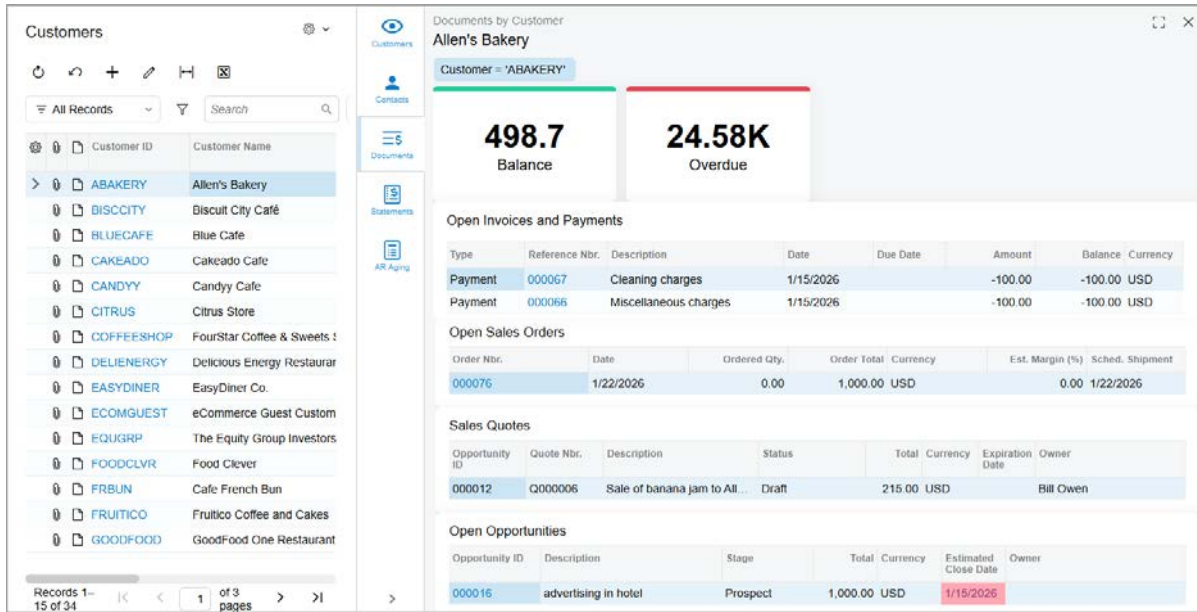 Customers
All Records Search
Customer ID Customer Name
ABAKERY Allen's Bakery
BISCCITY Biscuit City Café
BLUECAFE Blue Cafe
CAKEADO Cakeado Cafe
CANDYY Candyy Cafe
CITRUS Citrus Store
COFFEESHOP FourStar Coffee & Sweets S
DELIENERGY Delicious Energy Restaurar
EASYDINER EasyDiner Co.
ECOMGUEST eCommerce Guest Custom
EQUGRP The Equity Group Investors
FOODCLVR Food Clever
FRBUN Cafe French Bun
FRUITICO Fruitico Coffee and Cakes
GOODFOOD GoodFood One Restaurant
Records 1–
15 of 34
1 of 3
pages
Customers
Contacts
Documents
Statements
AR Aging
Documents by Customer
Allen's Bakery
Customer = 'ABAKERY'
498.7
Balance
24.58K
Overdue
Open Invoices and Payments
Type Reference Nbr. Description Date Due Date Amount Balance Currency
Payment 000067 Cleaning charges 1/15/2026 -100.00 -100.00 USD
Payment 000066 Miscellaneous charges 1/15/2026 -100.00 -100.00 USD
Open Sales Orders
Order Nbr. Date Ordered Qty. Order Total Currency Est. Margin (%) Sched. Shipment
000076 1/22/2026 0.00 1,000.00 USD 0.00 1/22/2026
Sales Quotes
Opportunity
ID Quote Nbr. Description Status Total Currency Expiration
Date Owner
000012 Q000006 Sale of banana jam to All... Draft 215.00 USD Bill Owen
Open Opportunities
Opportunity ID Description Stage Total Currency Estimated
Close Date Owner
000016 advertising in hotel Prospect 1,000.00 USD 1/15/2026